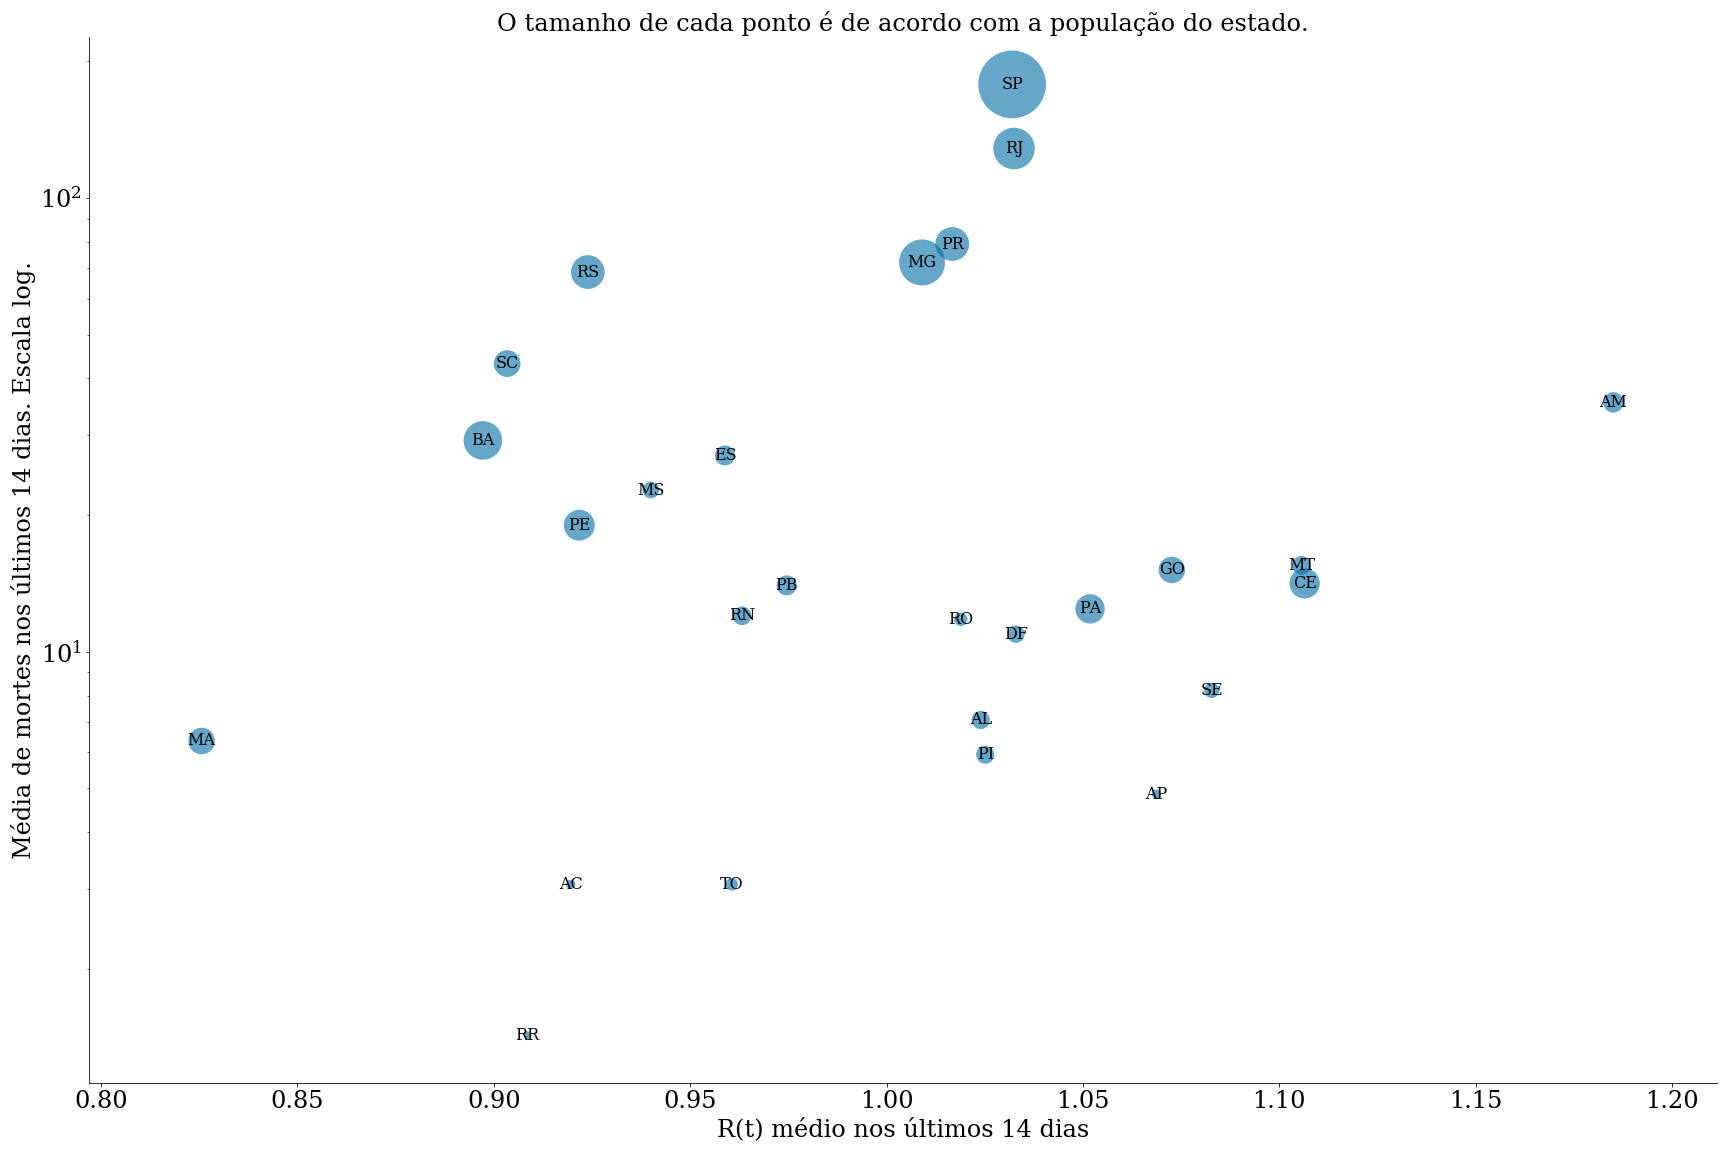 O tamanho de cada ponto é de acordo com a população do estado.
Média de mortes nos últimos 14 dias. Escala log.
10²
10¹
SP
RJ
PR
MG
RS
SC
AM
BA
ES
MS
PE
MT
GO
CE
PB
PA
RN
RO
DF
SE
AL
MA
PI
AP
AC
TO
RR
0.80 0.85 0.90 0.95 1.00 1.05 1.10 1.15 1.20
R(t) médio nos últimos 14 dias